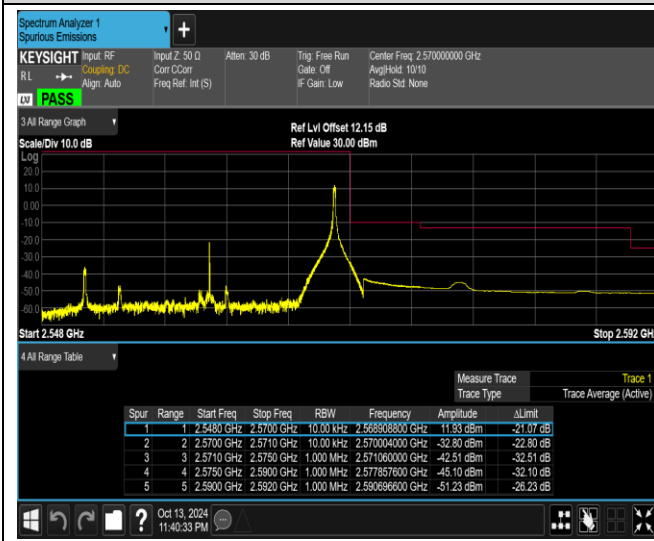 Spectrum Analyzer 1
Spurious Emissions
+
KEYSIGHT Input: RF Input Z: 50 Ω Atten: 30 dB Trig: Free Run Center Freq: 2.570000000 GHz
RL Coupling: DC Corr CCorr Gate: Off Avg|Hold: 10/10
Align: Auto Freq Ref: Int (S) IF Gain: Low Radio Std: None
LXI PASS
3 All Range Graph
Ref Lvl Offset 12.15 dB
Scale/Div 10.0 dB Ref Value 30.00 dBm
Log
20.0
10.0
0.00
-10.0
-20.0
-30.0
-40.0
-50.0
-60.0
Start 2.548 GHz Stop 2.592 GH
4 All Range Table
Measure Trace Trace 1
Trace Type Trace Average (Active)
Spur Range Start Freq Stop Freq RBW Frequency Amplitude ΔLimit
1 1 2.5480 GHz 2.5700 GHz 10.00 kHz 2.568908800 GHz 11.93 dBm -21.07 dB
2 2 2.5700 GHz 2.5710 GHz 10.00 kHz 2.570004000 GHz -32.80 dBm -22.80 dB
3 3 2.5710 GHz 2.5750 GHz 1.000 MHz 2.571060000 GHz -42.51 dBm -32.51 dB
4 4 2.5750 GHz 2.5900 GHz 1.000 MHz 2.577857600 GHz -45.10 dBm -32.10 dB
5 5 2.5900 GHz 2.5920 GHz 1.000 MHz 2.590696600 GHz -51.23 dBm -26.23 dB
?
Oct 13, 2024
11:40:33 PM